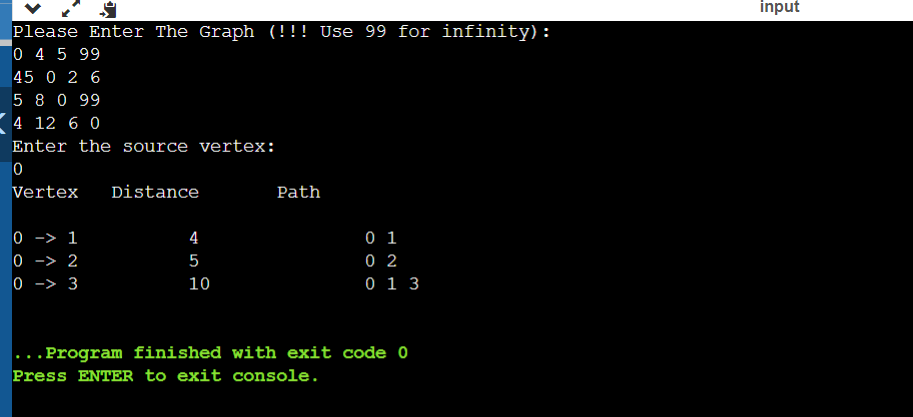 input
Please Enter The Graph (!!! Use 99 for infinity):
0 4 5 99
45 0 2 6
5 8 0 99
4 12 6 0
Enter the source vertex:
0
Vertex Distance Path
0 -> 1 4 0 1
0 -> 2 5 0 2
0 -> 3 10 0 1 3
...Program finished with exit code 0
Press ENTER to exit console.